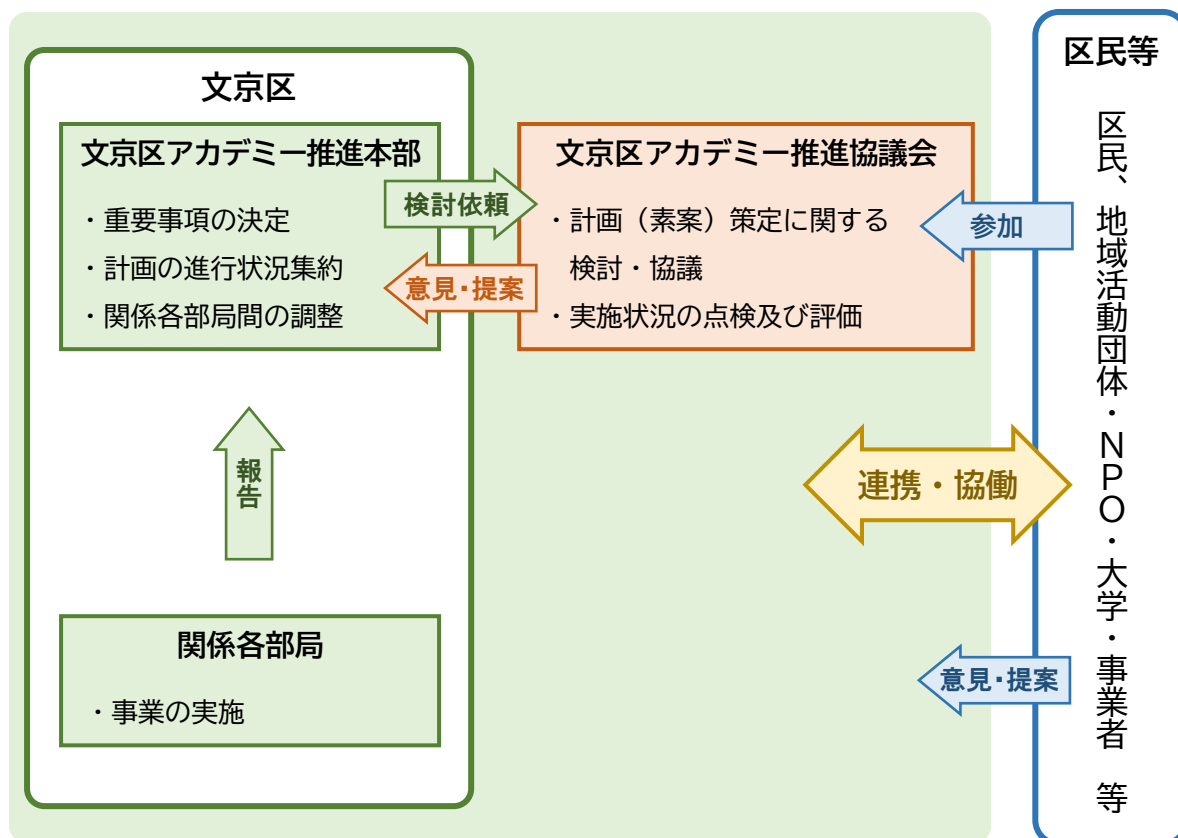 文京区
文京区アカデミー推進本部
・重要事項の決定
・計画の進行状況集約
・関係各部局間の調整
検討依頼
意見・提案
文京区アカデミー推進協議会
・計画（素案）策定に関する
検討・協議
・実施状況の点検及び評価
報告
関係各部局
・事業の実施
参加
連携・協働
意見・提案
区民等
区民、地域活動団体・ＮＰＯ・大学・事業者　等